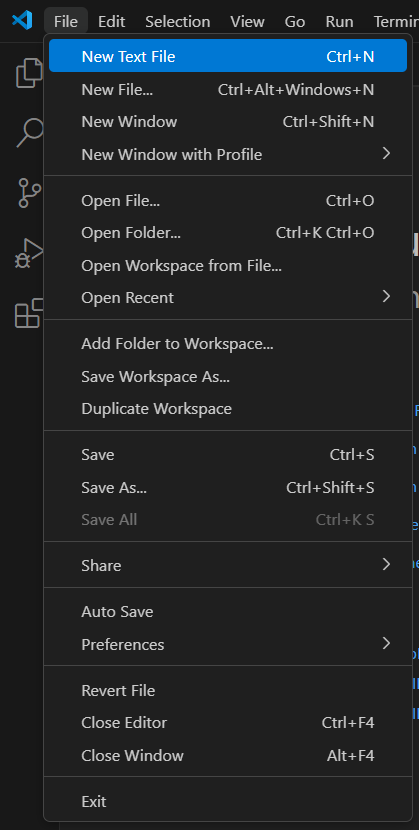 File Edit Selection View Go Run Termin
New Text File Ctrl+N
New File... Ctrl+Alt+Windows+N
New Window Ctrl+Shift+N
New Window with Profile
Open File... Ctrl+O
Open Folder... Ctrl+K Ctrl+O
Open Workspace from File...
Open Recent
Add Folder to Workspace...
Save Workspace As...
Duplicate Workspace
Save Ctrl+S
Save As... Ctrl+Shift+S
Save All Ctrl+K S
Share
Auto Save
Preferences
Revert File
Close Editor Ctrl+F4
Close Window Alt+F4
Exit